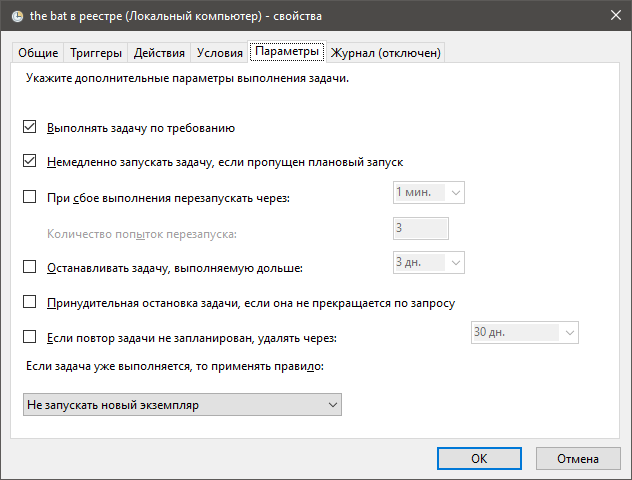 the bat в реестре (Локальный компьютер) - свойства
Общие Триггеры Действия Условия Параметры Журнал (отключен)
Укажите дополнительные параметры выполнения задачи.
Выполнять задачу по требованию
Немедленно запускать задачу, если пропущен плановый запуск
При сбое выполнения перезапускать через: 1 мин.
Количество попыток перезапуска: 3
Останавливать задачу, выполняемую дольше: 3 дн.
Принудительная остановка задачи, если она не прекращается по запросу
Если повтор задачи не запланирован, удалять через: 30 дн.
Если задача уже выполняется, то применять правило:
Не запускать новый экземпляр
OK Отмена